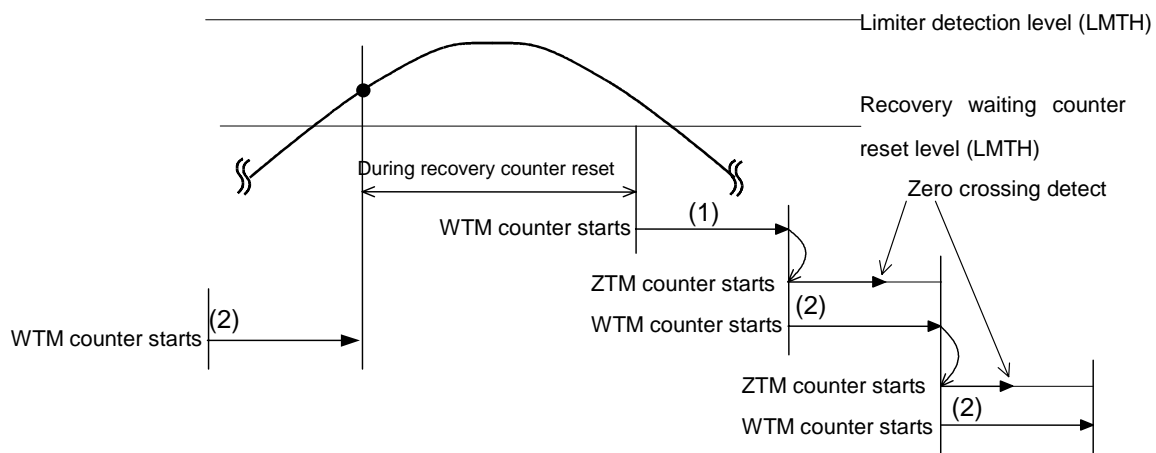 Limiter detection level (LMTH)
Recovery waiting counter
reset level (LMTH)
During recovery counter reset
Zero crossing detect
WTM counter starts
(1)
ZTM counter starts
(2)
WTM counter starts
(2)
WTM counter starts
ZTM counter starts
(2)
WTM counter starts